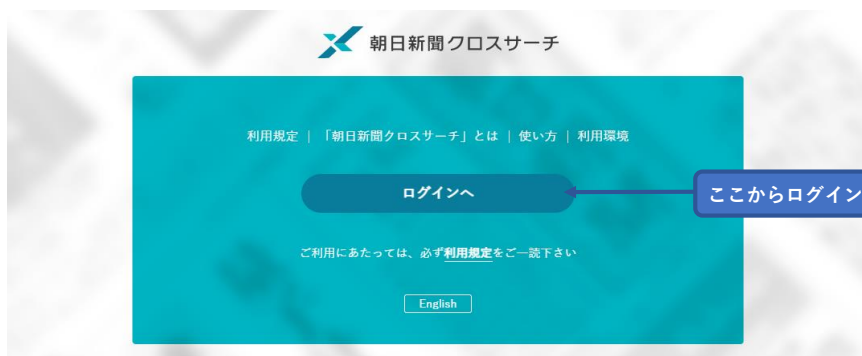 朝日新聞クロスサーチ
利用規定 | 「朝日新聞クロスサーチ」とは | 使い方 | 利用環境
ログインへ
ここからログイン
ご利用にあたっては、必ず利用規定をご一読下さい
English